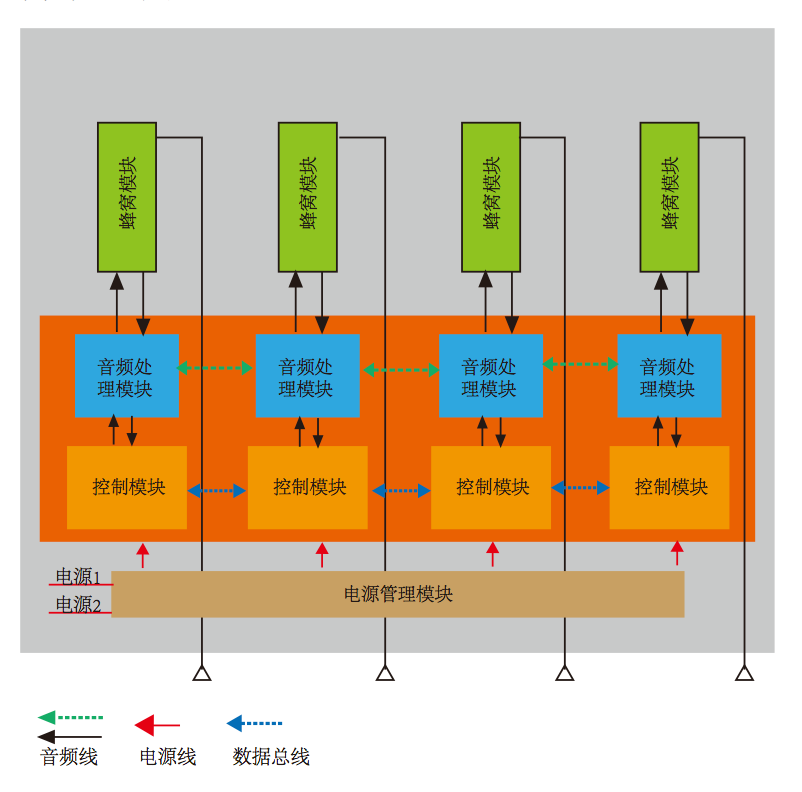 蜂窝模块
蜂窝模块
蜂窝模块
蜂窝模块
音频处
理模块
音频处
理模块
音频处
理模块
音频处
理模块
控制模块
控制模块
控制模块
控制模块
电源1
电源2
电源管理模块
音频线
电源线
数据总线